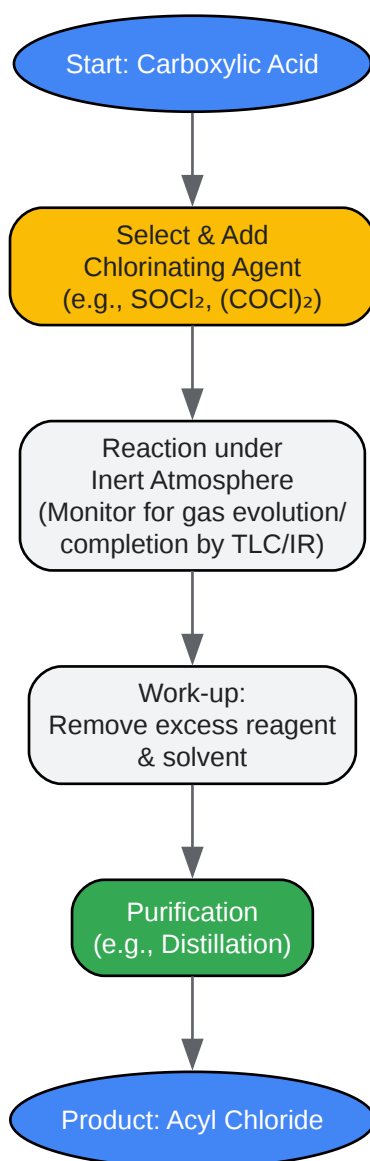 Start: Carboxylic Acid
Select & Add
Chlorinating Agent
(e.g., SOCl₂, (COCl)₂)
Reaction under
Inert Atmosphere
(Monitor for gas evolution/
completion by TLC/IR)
Work-up:
Remove excess reagent
& solvent
Purification
(e.g., Distillation)
Product: Acyl Chloride